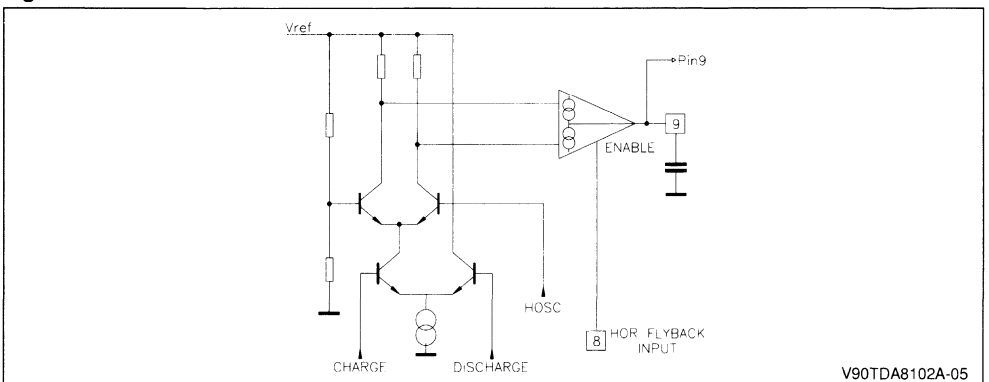 Vref
Pin9
9
ENABLE
HOSC
8
HOR FLYBACK
INPUT
CHARGE
DISCHARGE
V90TDA8102A-05